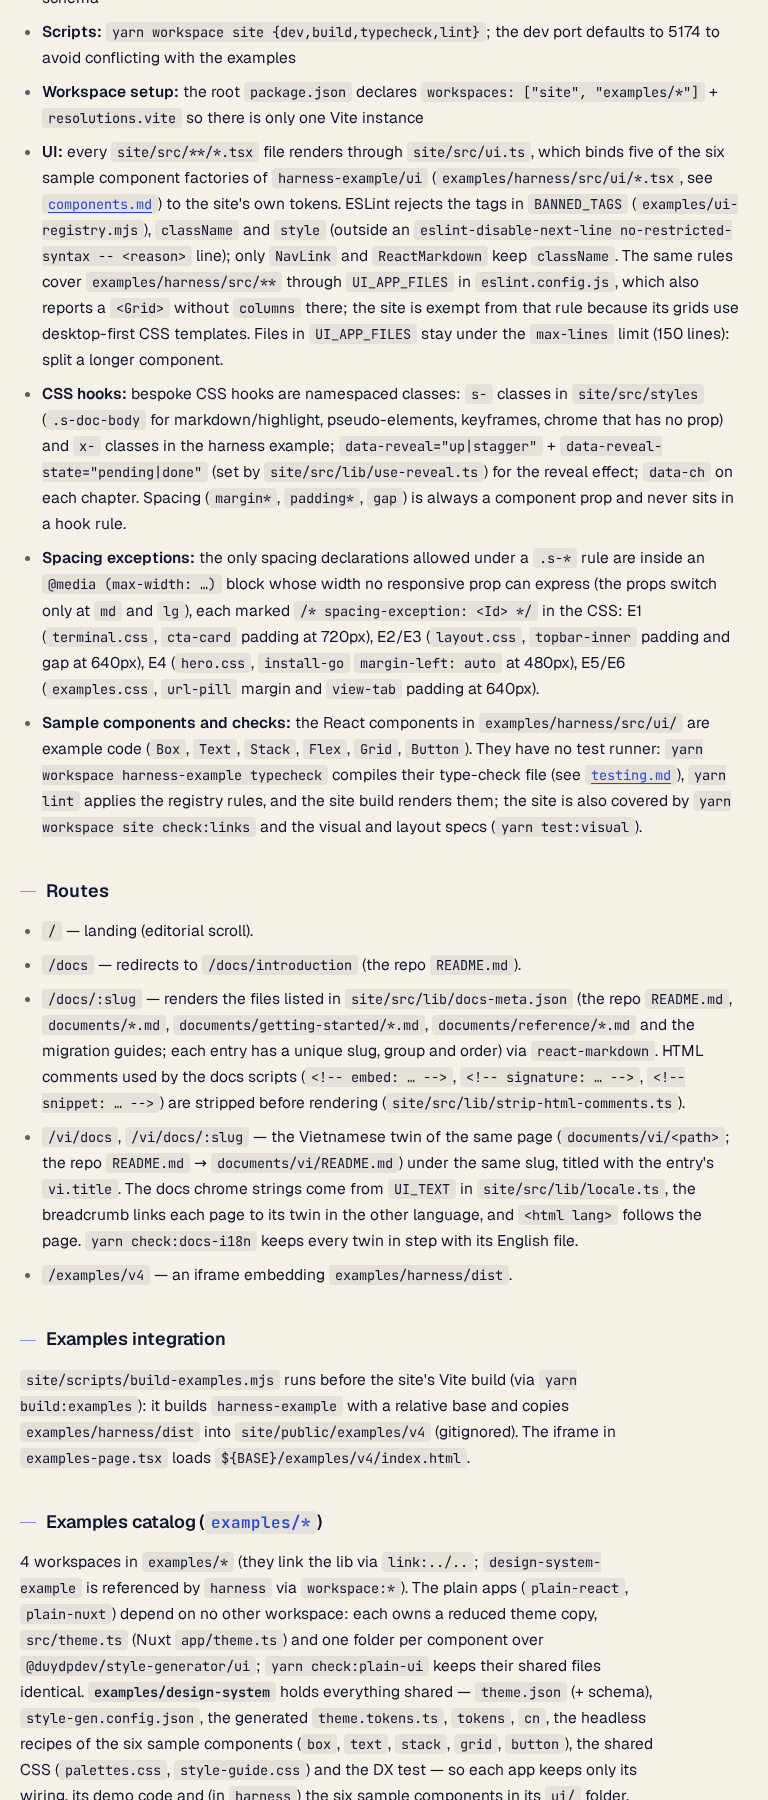 schema
Scripts: yarn workspace site {dev,build,typecheck,lint} ; the dev port defaults to 5174 to
avoid conflicting with the examples
Workspace setup: the root package.json declares workspaces: ["site", "examples/*"] +
resolutions.vite so there is only one Vite instance
UI: every site/src/**/*.tsx file renders through site/src/ui.ts , which binds five of the six
sample component factories of harness-example/ui ( examples/harness/src/ui/*.tsx , see
components.md ) to the site's own tokens. ESLint rejects the tags in BANNED_TAGS ( examples/ui-
registry.mjs ), className and style (outside an eslint-disable-next-line no-restricted-
syntax -- <reason> line); only NavLink and ReactMarkdown keep className . The same rules
cover examples/harness/src/** through UI_APP_FILES in eslint.config.js , which also
reports a <Grid> without columns there; the site is exempt from that rule because its grids use
desktop-first CSS templates. Files in UI_APP_FILES stay under the max-lines limit (150 lines):
split a longer component.
CSS hooks: bespoke CSS hooks are namespaced classes: s- classes in site/src/styles
( .s-doc-body for markdown/highlight, pseudo-elements, keyframes, chrome that has no prop)
and x- classes in the harness example; data-reveal="up|stagger" + data-reveal-
state="pending|done" (set by site/src/lib/use-reveal.ts ) for the reveal effect; data-ch on
each chapter. Spacing ( margin* , padding* , gap ) is always a component prop and never sits in
a hook rule.
Spacing exceptions: the only spacing declarations allowed under a .s-* rule are inside an
@media (max-width: …) block whose width no responsive prop can express (the props switch
only at md and lg ), each marked /* spacing-exception: <Id> */ in the CSS: E1
( terminal.css , cta-card padding at 720px), E2/E3 ( layout.css , topbar-inner padding and
gap at 640px), E4 ( hero.css , install-go margin-left: auto at 480px), E5/E6
( examples.css , url-pill margin and view-tab padding at 640px).
Sample components and checks: the React components in examples/harness/src/ui/ are
example code ( Box , Text , Stack , Flex , Grid , Button ). They have no test runner: yarn
workspace harness-example typecheck compiles their type-check file (see testing.md ), yarn
lint applies the registry rules, and the site build renders them; the site is also covered by yarn
workspace site check:links and the visual and layout specs ( yarn test:visual ).
— Routes
/ — landing (editorial scroll).
/docs — redirects to /docs/introduction (the repo README.md ).
/docs/:slug — renders the files listed in site/src/lib/docs-meta.json (the repo README.md ,
documents/*.md , documents/getting-started/*.md , documents/reference/*.md and the
migration guides; each entry has a unique slug, group and order) via react-markdown . HTML
comments used by the docs scripts ( <!-- embed: … --> , <!-- signature: … --> , <!--
snippet: … --> ) are stripped before rendering ( site/src/lib/strip-html-comments.ts ).
/vi/docs , /vi/docs/:slug — the Vietnamese twin of the same page ( documents/vi/<path> ;
the repo README.md → documents/vi/README.md ) under the same slug, titled with the entry's
vi.title . The docs chrome strings come from UI_TEXT in site/src/lib/locale.ts , the
breadcrumb links each page to its twin in the other language, and <html lang> follows the
page. yarn check:docs-i18n keeps every twin in step with its English file.
/examples/v4 — an iframe embedding examples/harness/dist .
— Examples integration
site/scripts/build-examples.mjs runs before the site's Vite build (via yarn
build:examples ): it builds harness-example with a relative base and copies
examples/harness/dist into site/public/examples/v4 (gitignored). The iframe in
examples-page.tsx loads ${BASE}/examples/v4/index.html .
— Examples catalog ( examples/* )
4 workspaces in examples/* (they link the lib via link:../.. ; design-system-
example is referenced by harness via workspace:* ). The plain apps ( plain-react ,
plain-nuxt ) depend on no other workspace: each owns a reduced theme copy,
src/theme.ts (Nuxt app/theme.ts ) and one folder per component over
@duydpdev/style-generator/ui ; yarn check:plain-ui keeps their shared files
identical. examples/design-system holds everything shared — theme.json (+ schema),
style-gen.config.json , the generated theme.tokens.ts , tokens , cn , the headless
recipes of the six sample components ( box , text , stack , grid , button ), the shared
CSS ( palettes.css , style-guide.css ) and the DX test — so each app keeps only its
wiring, its demo code and (in harness ) the six sample components in its ui/ folder.